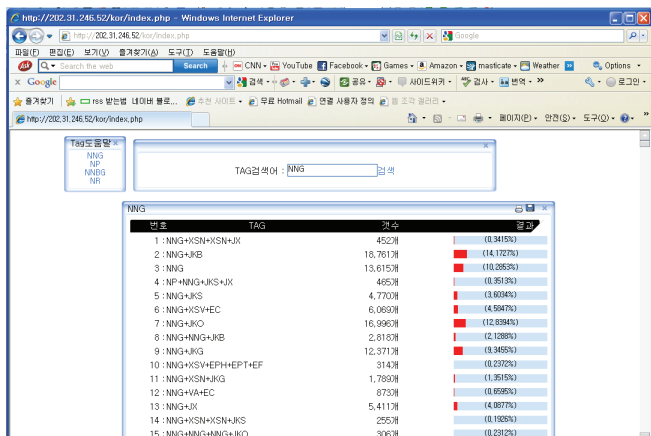 http://202.31.246.52/kor/index.php - Windows Internet Explorer
http://202.31.246.52/kor/index.php Google
파일(F) 편집(E) 보기(V) 즐겨찾기(A) 도구(T) 도움말(H)
Ask Search the web Search CNN YouTube Facebook Games Amazon masticate Weather Options
x Google 검색 공유 사이드위키 검사 번역 로그인
즐겨찾기 rss 받는법 네이버 블로... 추천 사이트 무료 Hotmail 연결 사용자 정의 웹 조각 갤러리
http://202.31.246.52/kor/index.php 페이지(P) 안전(S) 도구(O)
Tag도움말 x
NNG
NP
NNBG
NR
TAG검색어 : NNG 검색
NNG
번호 TAG 갯수 결과
1 : NNG+XSN+XSN+JX 452개 (0.3415%)
2 : NNG+JKB 18,761개 (14.1727%)
3 : NNG 13,615개 (10.2853%)
4 : NP+NNG+JKS+JX 465개 (0.3513%)
5 : NNG+JKS 4,770개 (3.6034%)
6 : NNG+XSV+EC 6,069개 (4.5847%)
7 : NNG+JKO 16,996개 (12.8394%)
8 : NNG+NNG+JKB 2,818개 (2.1288%)
9 : NNG+JKG 12,371개 (9.3455%)
10 : NNG+XSV+EPH+EPT+EF 314개 (0.2372%)
11 : NNG+XSN+JKG 1,789개 (1.3515%)
12 : NNG+VA+EC 873개 (0.6595%)
13 : NNG+JX 5,411개 (4.0877%)
14 : NNG+XSN+XSN+JKS 255개 (0.1926%)
15 : NNG+NNG+NNG+JKO 306개 (0.2312%)